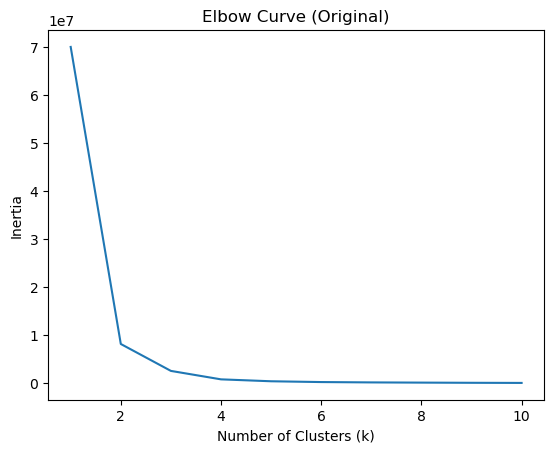 Elbow Curve (Original)
1e7
7
6
5
4
3
2
1
0
Inertia
2 4 6 8 10
Number of Clusters (k)